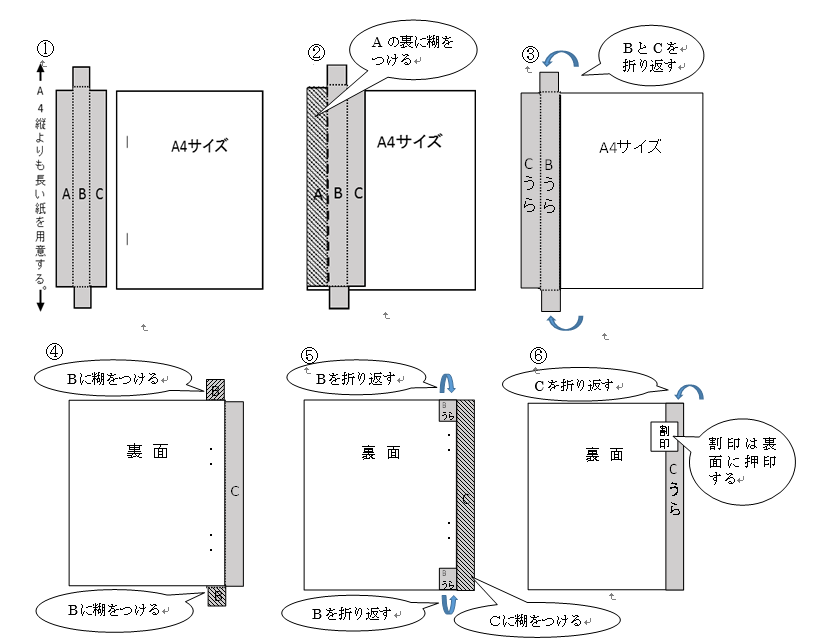 ①
A4縦よりも長い紙を用意する。
A B C
A4サイズ
②
Aの裏に糊を
つける
A B C
A4サイズ
③
BとCを
折り返す
Cうら
Bうら
A4サイズ
④
Bに糊をつける
B
裏 面
C
B
Bに糊をつける
⑤
Bを折り返す
Bうら
裏 面
C
Bうら
Bを折り返す
Cに糊をつける
⑥
Cを折り返す
割印
裏 面
Cうら
割印は裏
面に押印
する